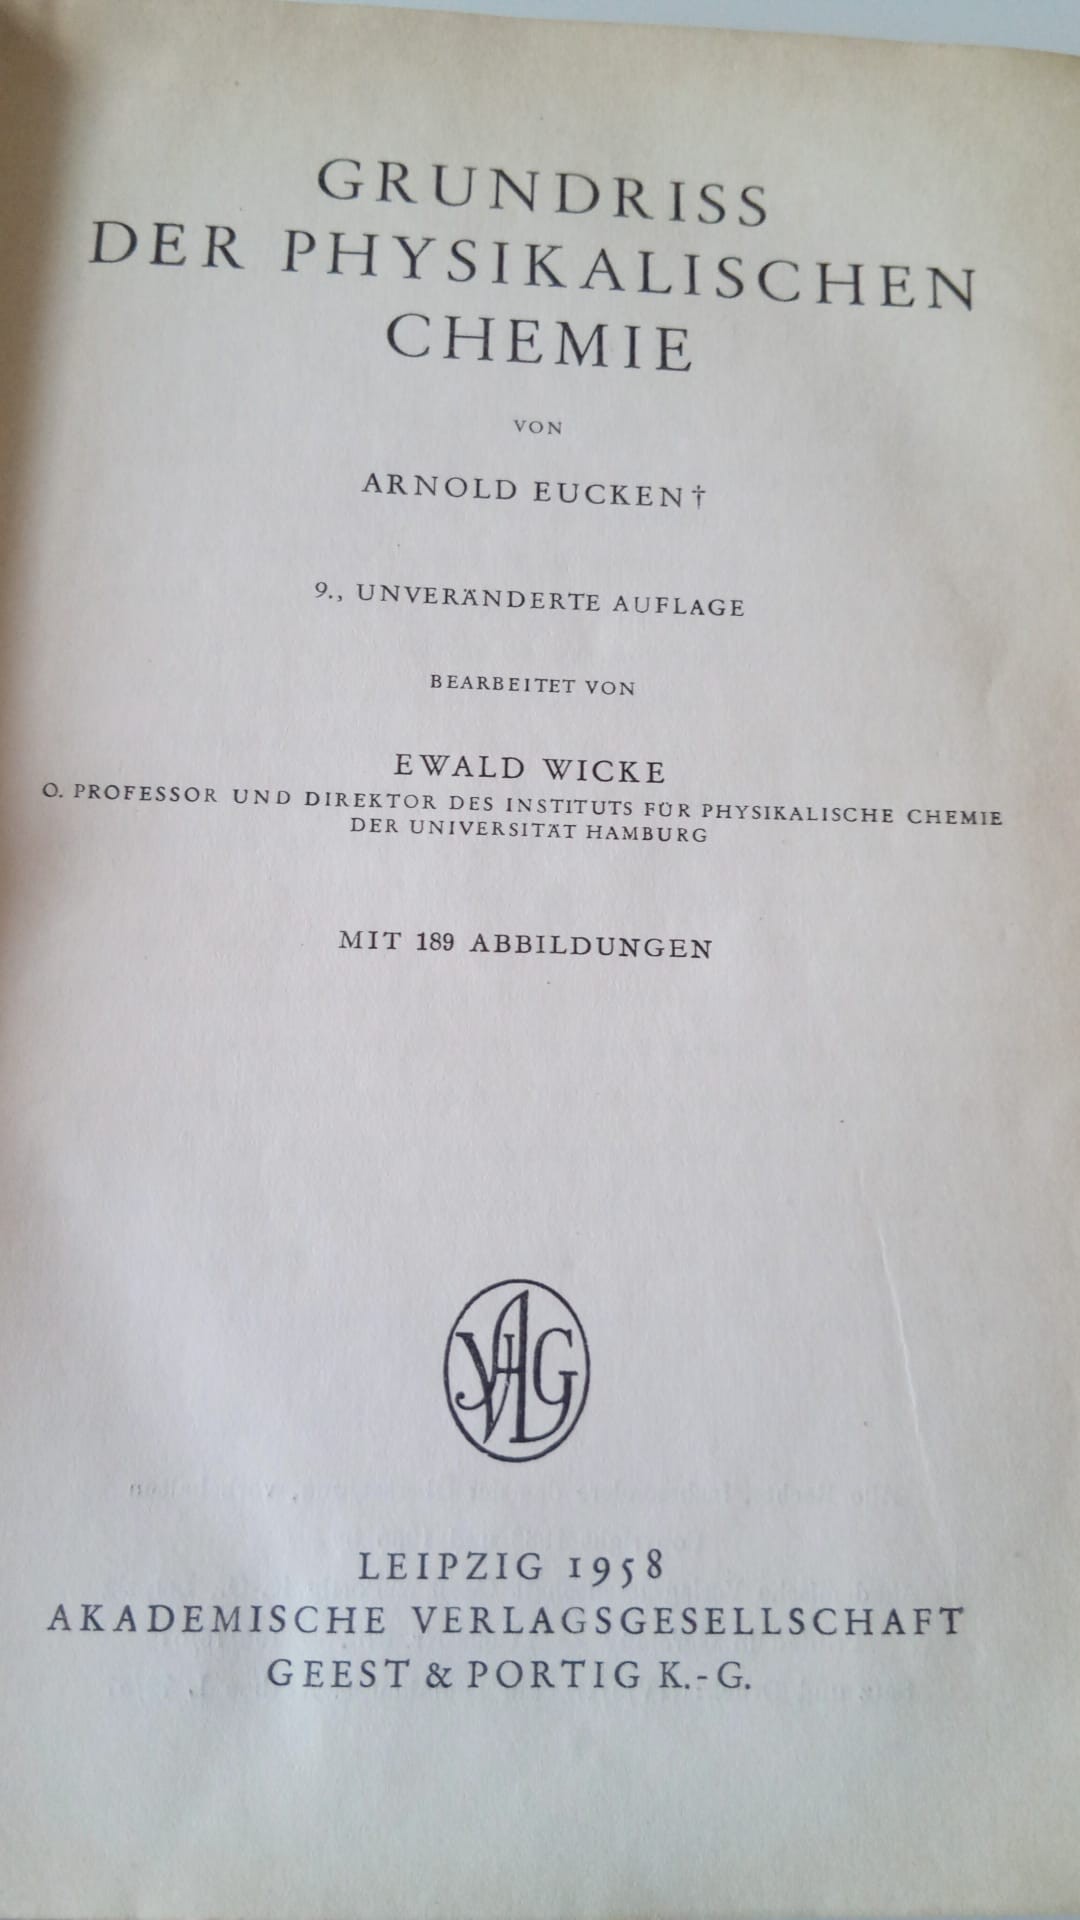 GRUNDRISS
DER PHYSIKALISCHEN
CHEMIE
VON
ARNOLD EUCKEN†
9., UNVERÄNDERTE AUFLAGE
BEARBEITET VON
EWALD WICKE
O. PROFESSOR UND DIREKTOR DES INSTITUTS FÜR PHYSIKALISCHE CHEMIE
DER UNIVERSITÄT HAMBURG
MIT 189 ABBILDUNGEN
VAG
LEIPZIG 1958
AKADEMISCHE VERLAGSGESELLSCHAFT
GEEST & PORTIG K.-G.